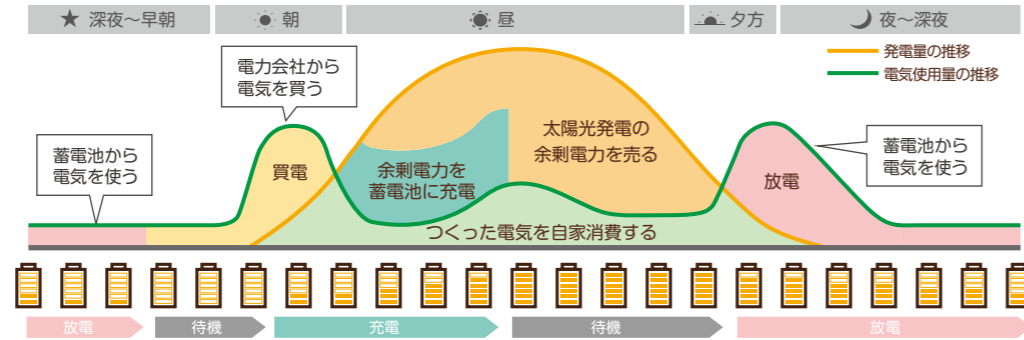 深夜～早朝
朝
昼
夕方
夜～深夜
発電量の推移
電気使用量の推移
電力会社から
電気を買う
蓄電池から
電気を使う
買電
余剰電力を
蓄電池に充電
太陽光発電の
余剰電力を売る
放電
蓄電池から
電気を使う
つくった電気を自家消費する
放電
待機
充電
待機
放電